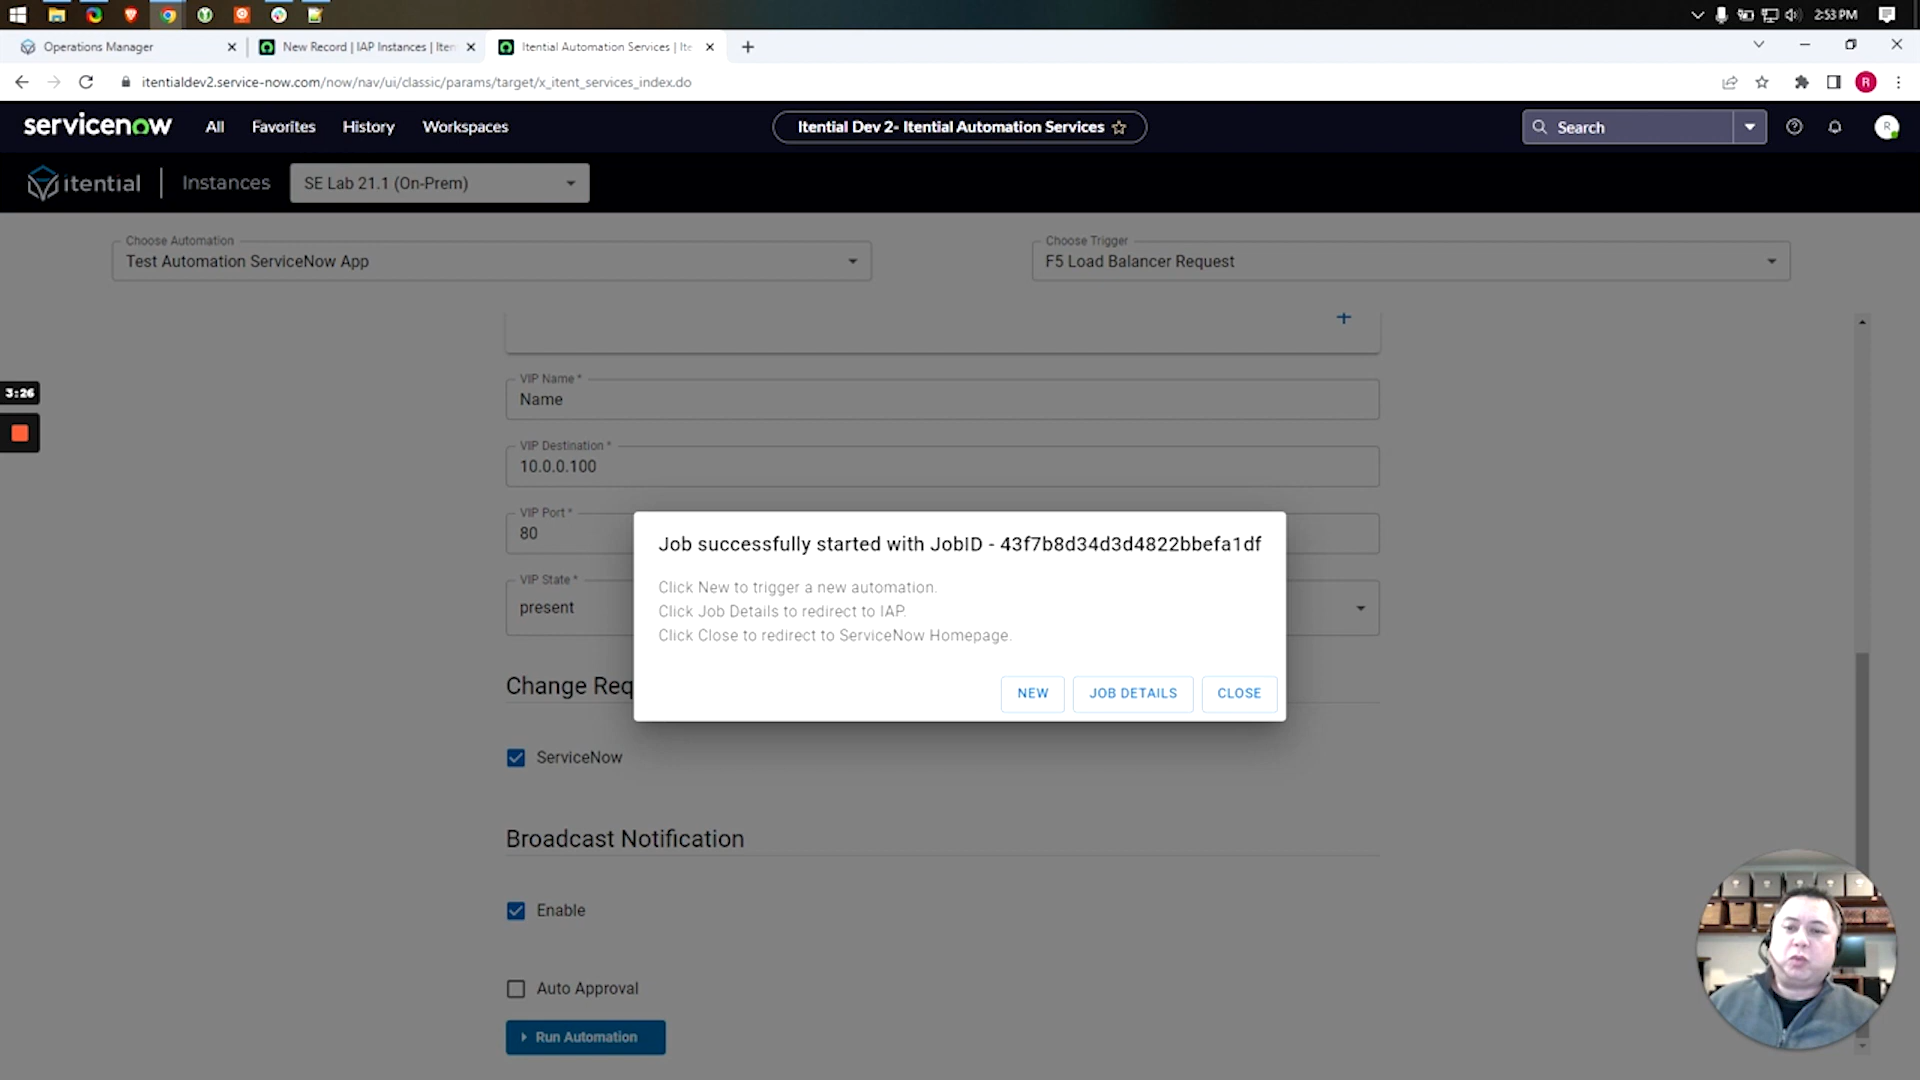 2:53 PM
Operations Manager
New Record | IAP Instances | Iten
Itential Automation Services | Ite
itentialdev2.service-now.com/now/nav/ui/classic/params/target/x_itent_services_index.do
R
servicenow
All
Favorites
History
Workspaces
Itential Dev 2- Itential Automation Services
Search
R
itential
Instances
SE Lab 21.1 (On-Prem)
Choose Automation
Test Automation ServiceNow App
Choose Trigger
F5 Load Balancer Request
VIP Name *
Name
3:26
VIP Destination *
10.0.0.100
VIP Port *
80
VIP State *
present
Job successfully started with JobID - 43f7b8d34d3d4822bbefa1df
Click New to trigger a new automation.
Click Job Details to redirect to IAP.
Click Close to redirect to ServiceNow Homepage.
NEW
JOB DETAILS
CLOSE
Change Req
ServiceNow
Broadcast Notification
Enable
Auto Approval
Run Automation